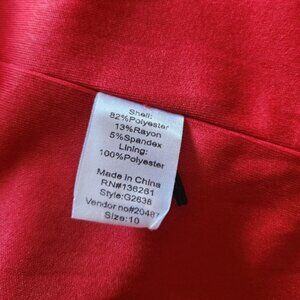 Shell:
82%Polyester
13%Rayon
5%Spandex
Lining:
100%Polyester
Made in China
RN#136261
Style:G2638
Vendor no#20487
Size:10